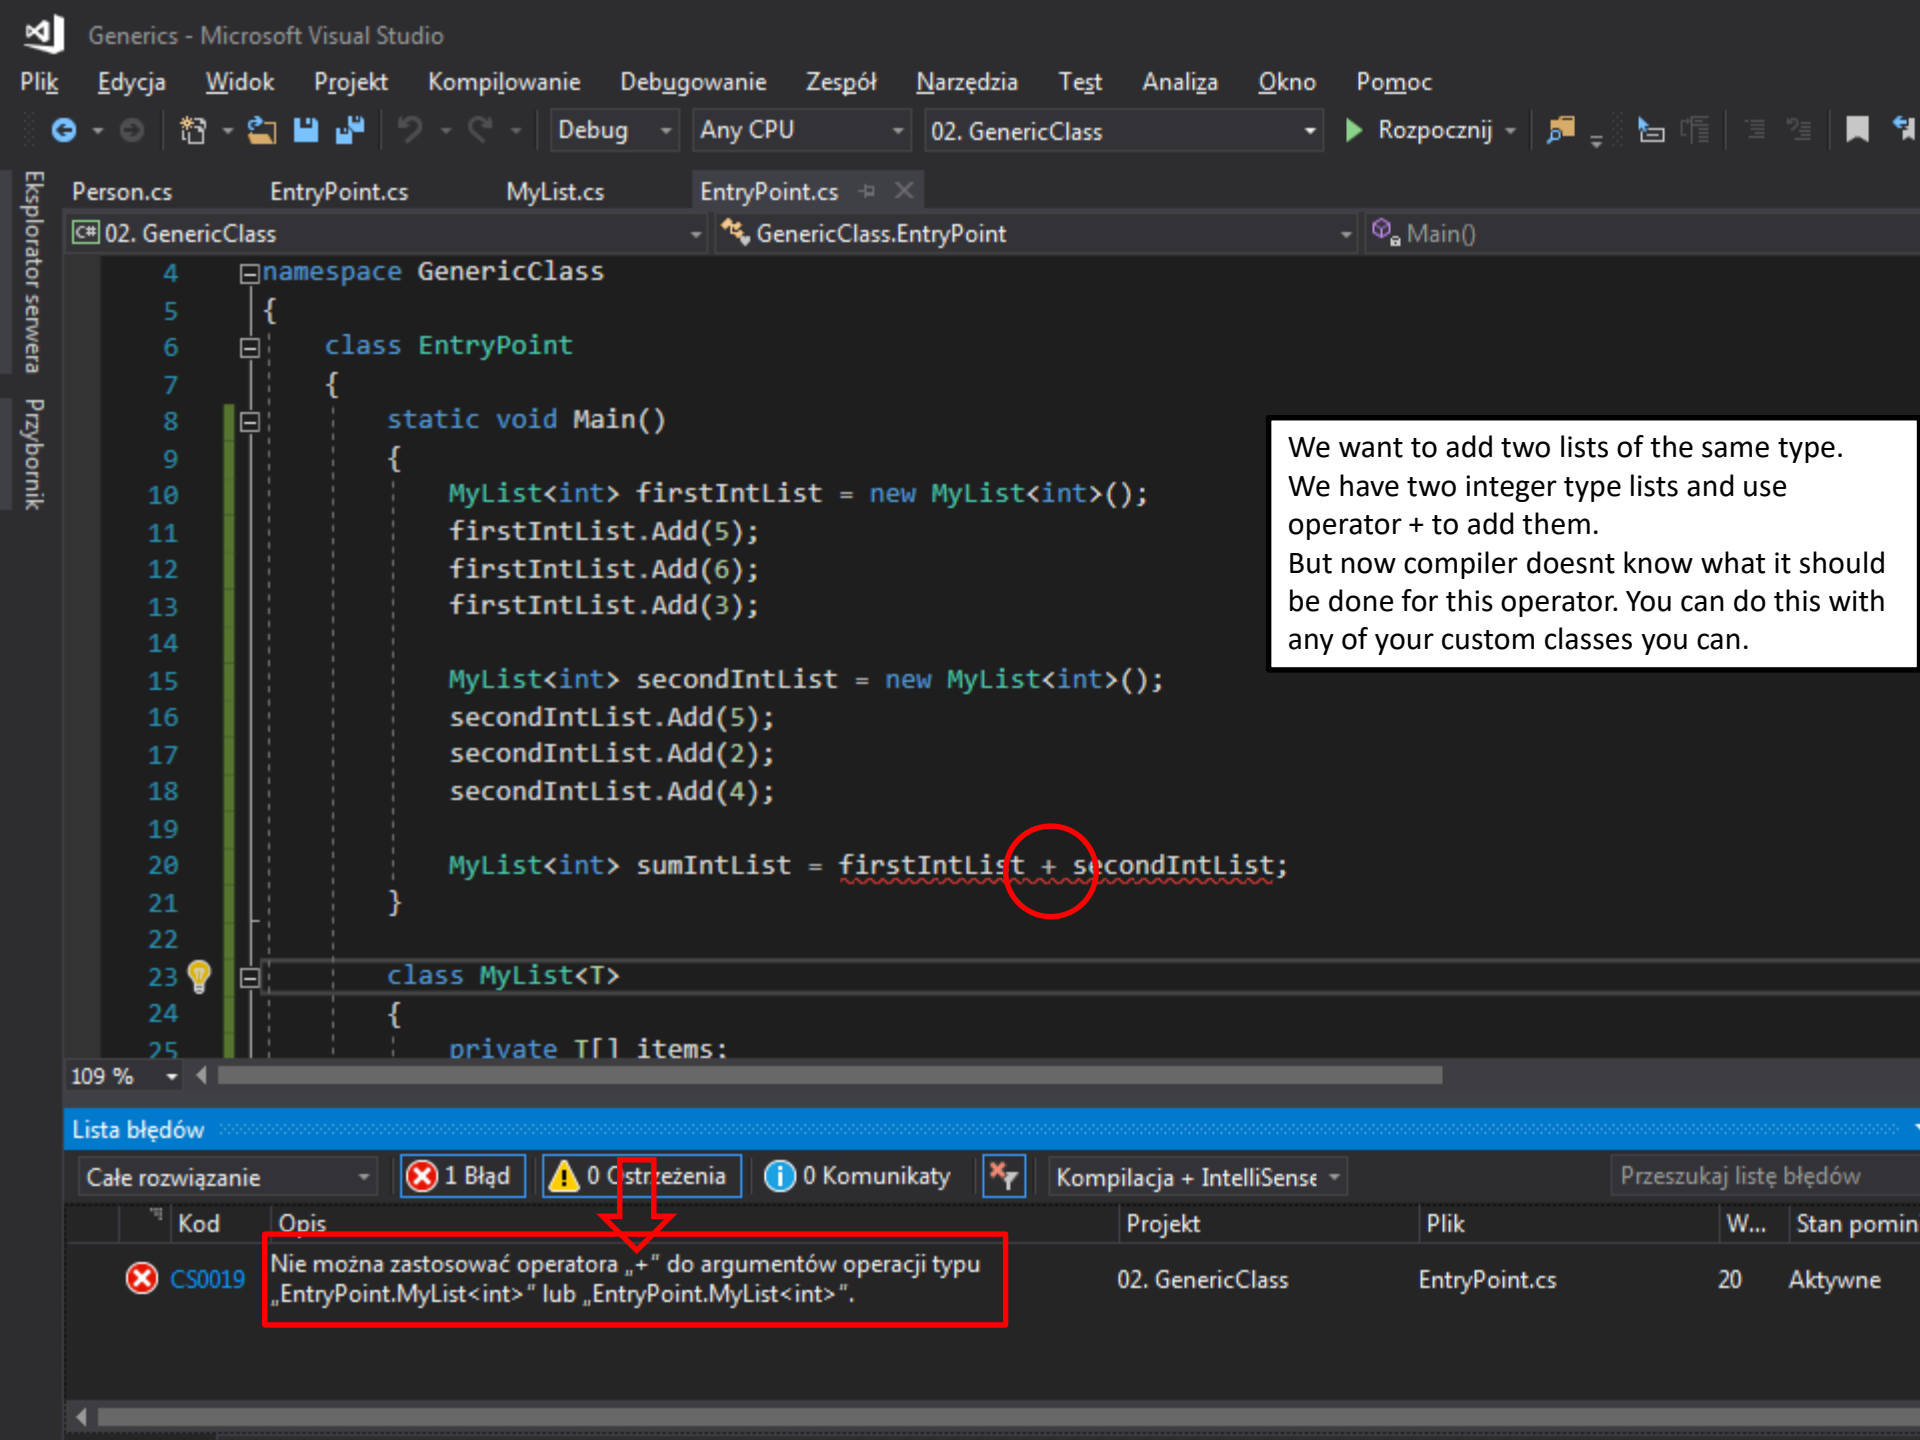 Generics - Microsoft Visual Studio
Plik Edycja Widok Projekt Kompilowanie Debugowanie Zespół Narzędzia Test Analiza Okno Pomoc
Debug Any CPU 02. GenericClass Rozpocznij
Eksplorator serwera
Przybornik
Person.cs EntryPoint.cs MyList.cs EntryPoint.cs
C# 02. GenericClass GenericClass.EntryPoint Main()
4 namespace GenericClass
5 {
6 class EntryPoint
7 {
8 static void Main()
9 {
10 MyList<int> firstIntList = new MyList<int>();
11 firstIntList.Add(5);
12 firstIntList.Add(6);
13 firstIntList.Add(3);
14
15 MyList<int> secondIntList = new MyList<int>();
16 secondIntList.Add(5);
17 secondIntList.Add(2);
18 secondIntList.Add(4);
19
20 MyList<int> sumIntList = firstIntList + secondIntList;
21 }
22
23 class MyList<T>
24 {
25 private T[] items;
We want to add two lists of the same type.
We have two integer type lists and use
operator + to add them.
But now compiler doesnt know what it should
be done for this operator. You can do this with
any of your custom classes you can.
109 %
Lista błędów
Całe rozwiązanie 1 Błąd 0 Ostrzeżenia 0 Komunikaty Kompilacja + IntelliSense Przeszukaj listę błędów
Kod Opis Projekt Plik W... Stan pomin
CS0019 Nie można zastosować operatora „+” do argumentów operacji typu
„EntryPoint.MyList<int>” lub „EntryPoint.MyList<int>”.
02. GenericClass EntryPoint.cs 20 Aktywne